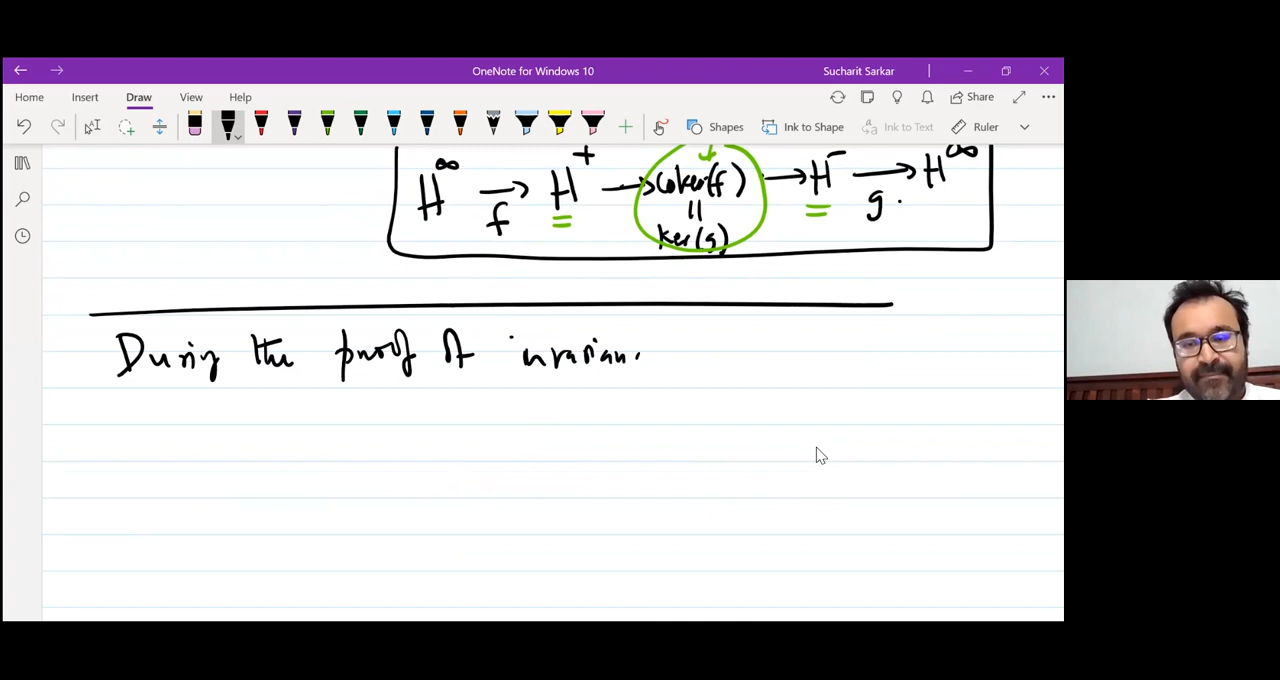 OneNote for Windows 10
Sucharit Sarkar
Home Insert Draw View Help
Share
Shapes Ink to Shape Ink to Text Ruler
H^∞ → H^+ → coker(f) → H^- → H^∞
f g .
||
ker(g)
During the proof of invarian